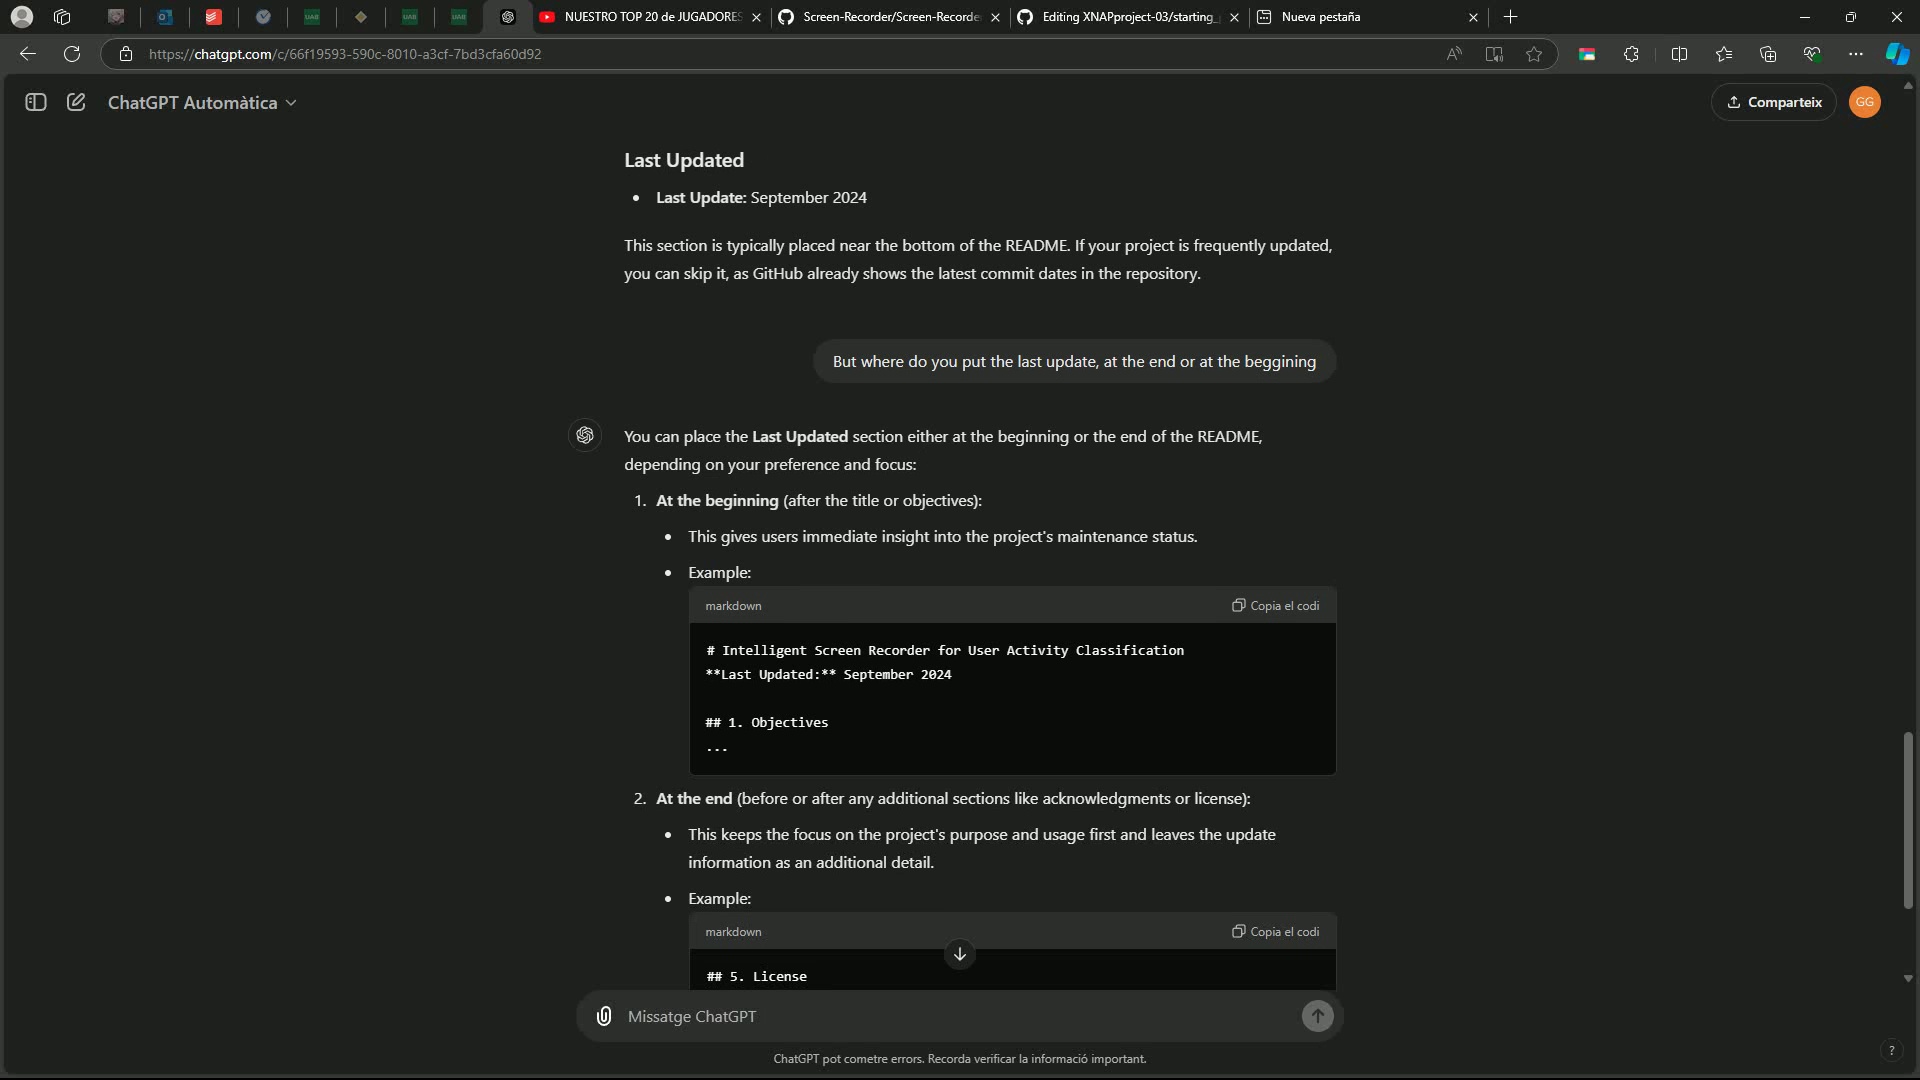 UAB
UAB
UAB
NUESTRO TOP 20 de JUGADORES
Screen-Recorder/Screen-Recorde
Editing XNAPproject-03/starting_
Nueva pestaña
https://chatgpt.com/c/66f19593-590c-8010-a3cf-7bd3cfa60d92
ChatGPT Automàtica
Comparteix
GG
Last Updated
• Last Update: September 2024
This section is typically placed near the bottom of the README. If your project is frequently updated,
you can skip it, as GitHub already shows the latest commit dates in the repository.
But where do you put the last update, at the end or at the beggining
You can place the Last Updated section either at the beginning or the end of the README,
depending on your preference and focus:
1. At the beginning (after the title or objectives):
• This gives users immediate insight into the project's maintenance status.
• Example:
markdown
Copia el codi
# Intelligent Screen Recorder for User Activity Classification
**Last Updated:** September 2024
## 1. Objectives
...
2. At the end (before or after any additional sections like acknowledgments or license):
• This keeps the focus on the project's purpose and usage first and leaves the update
information as an additional detail.
• Example:
markdown
Copia el codi
## 5. License
Missatge ChatGPT
ChatGPT pot cometre errors. Recorda verificar la informació important.
?